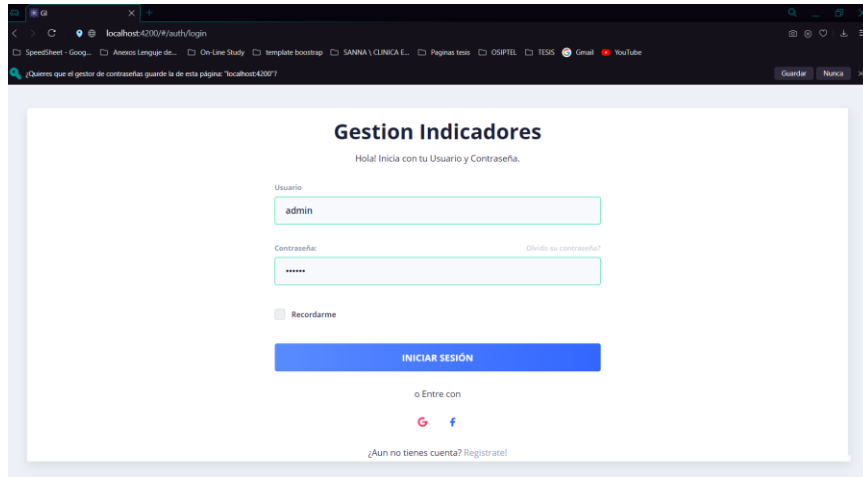 GI
localhost:4200/#/auth/login
SpeedSheet - Goog... Anexos Lenguje de... On-Line Study template boostrap SANNA \ CLINICA E... Paginas tesis OSIPTEL TESIS Gmail YouTube
¿Quieres que el gestor de contraseñas guarde la de esta página: "localhost:4200"? Guardar Nunca
Gestion Indicadores
Hola! Inicia con tu Usuario y Contraseña.
Usuario
admin
Contraseña: Olvido su contraseña?
••••••
Recordarme
INICIAR SESIÓN
o Entre con
G f
¿Aun no tienes cuenta? Registrate!